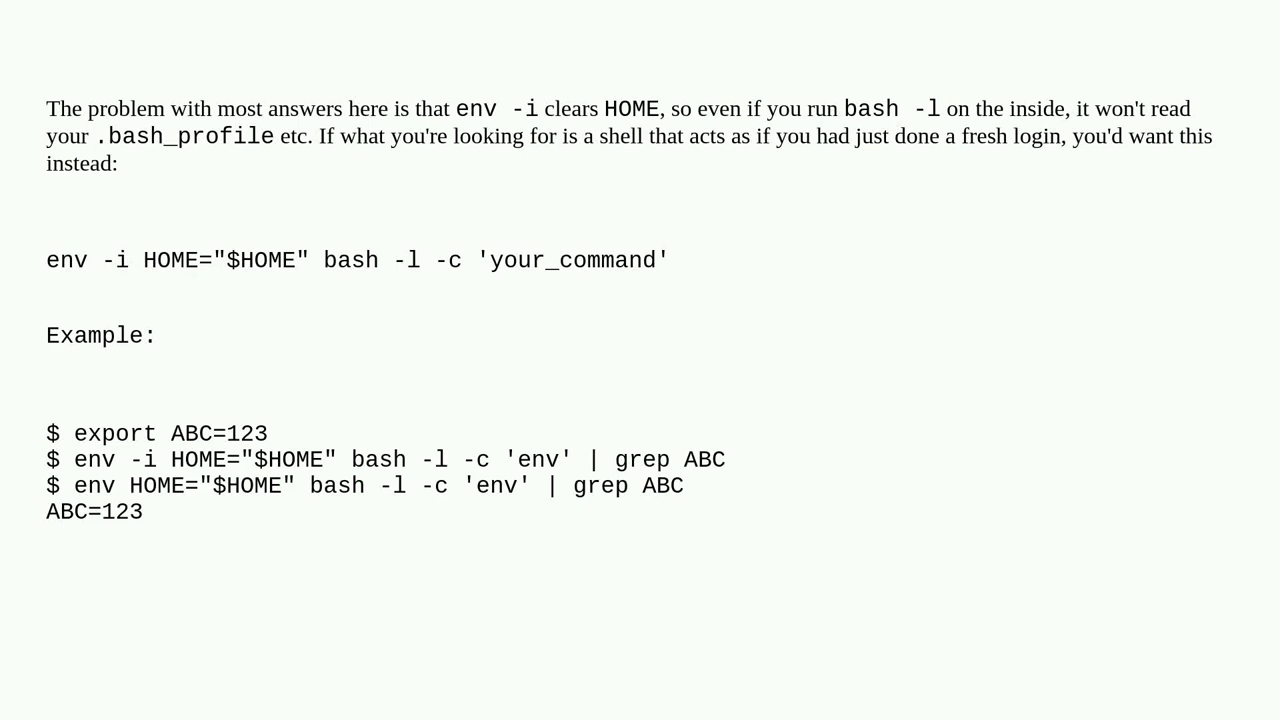 The problem with most answers here is that env -i clears HOME, so even if you run bash -l on the inside, it won't read
your .bash_profile etc. If what you're looking for is a shell that acts as if you had just done a fresh login, you'd want this
instead:
env -i HOME="$HOME" bash -l -c 'your_command'
Example:
$ export ABC=123
$ env -i HOME="$HOME" bash -l -c 'env' | grep ABC
$ env HOME="$HOME" bash -l -c 'env' | grep ABC
ABC=123